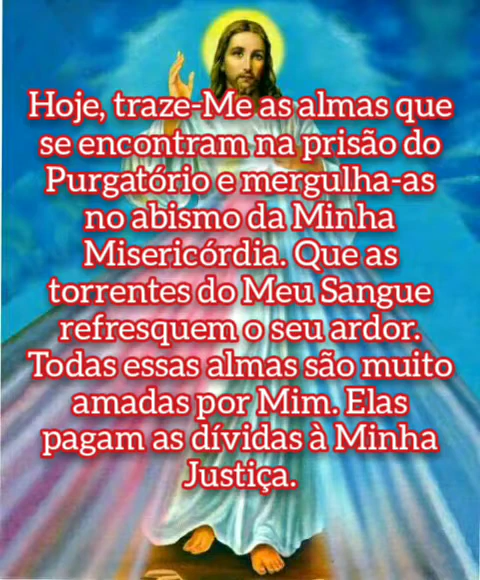 Hoje, traze-Me as almas que
se encontram na prisão do
Purgatório e mergulha-as
no abismo da Minha
Misericórdia. Que as
torrentes do Meu Sangue
refresquem o seu ardor.
Todas essas almas são muito
amadas por Mim. Elas
pagam as dívidas à Minha
Justiça.